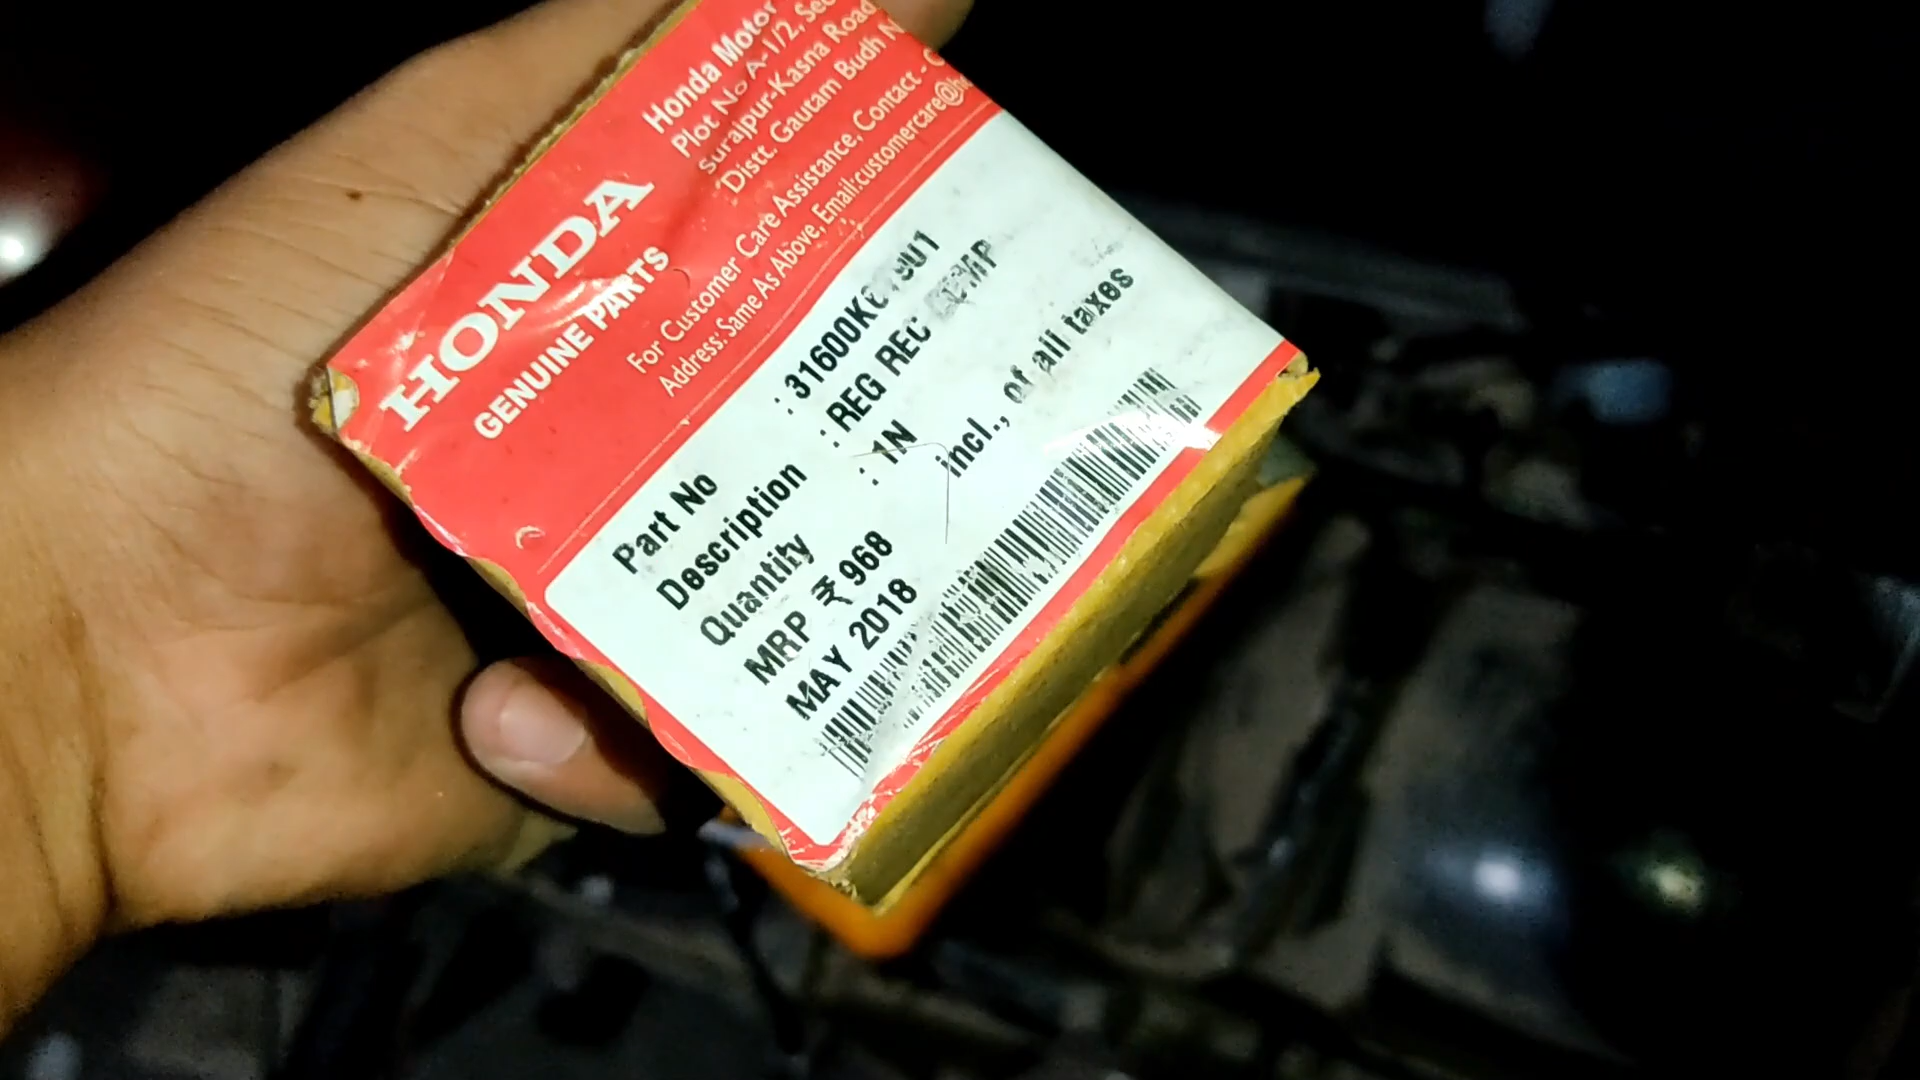 HONDA
GENUINE PARTS
Honda Motor
Plot No A-1/2,
Surajpur-Kasna Road
Distt. Gautam Budh
For Customer Care Assistance, Contact -
Address: Same As Above, Email:
Part No :
Description : REG REC
Quantity : 1N
MRP ₹ 968 incl., of all taxes
MAY 2018